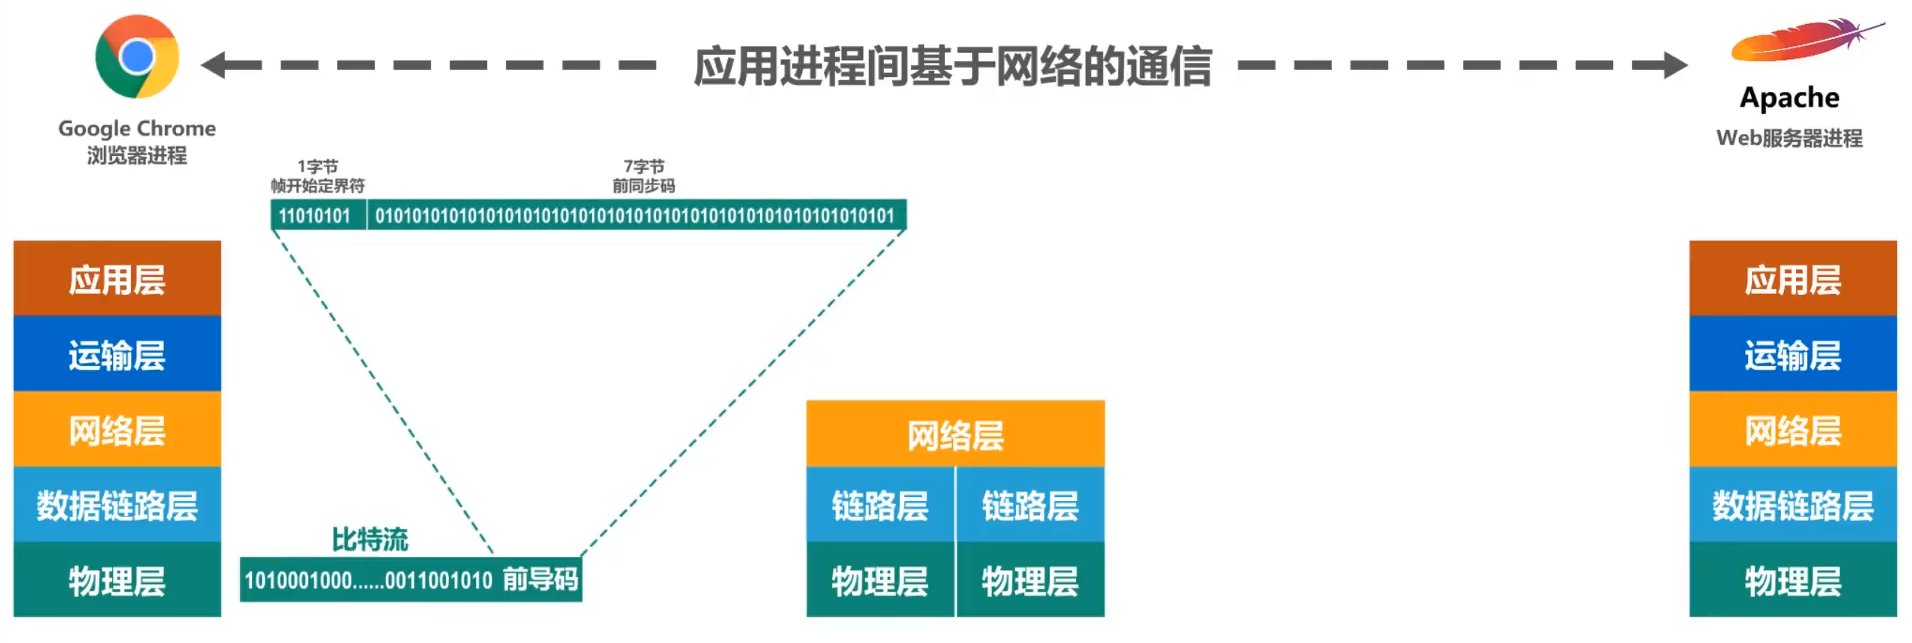 应用进程间基于网络的通信
Google Chrome
浏览器进程
Apache
Web服务器进程
1字节
帧开始定界符
7字节
前同步码
11010101
01010101010101010101010101010101010101010101010101010101
应用层
运输层
网络层
数据链路层
物理层
比特流
1010001000......0011001010 前导码
网络层
链路层 链路层
物理层 物理层
应用层
运输层
网络层
数据链路层
物理层